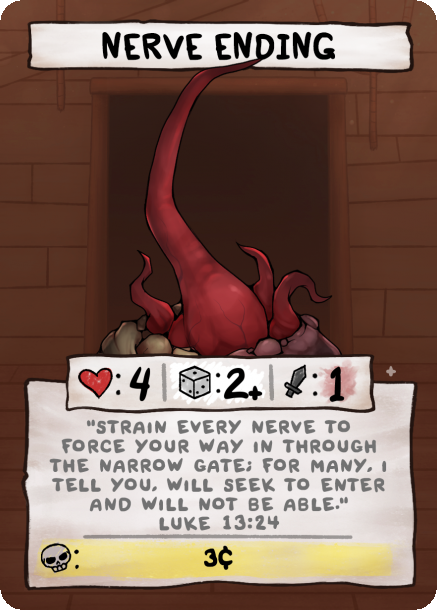 NERVE ENDING
: 4 | 2+ | : 1
"STRAIN EVERY NERVE TO
FORCE YOUR WAY IN THROUGH
THE NARROW GATE; FOR MANY, I
TELL YOU, WILL SEEK TO ENTER
AND WILL NOT BE ABLE."
LUKE 13:24
: 3¢